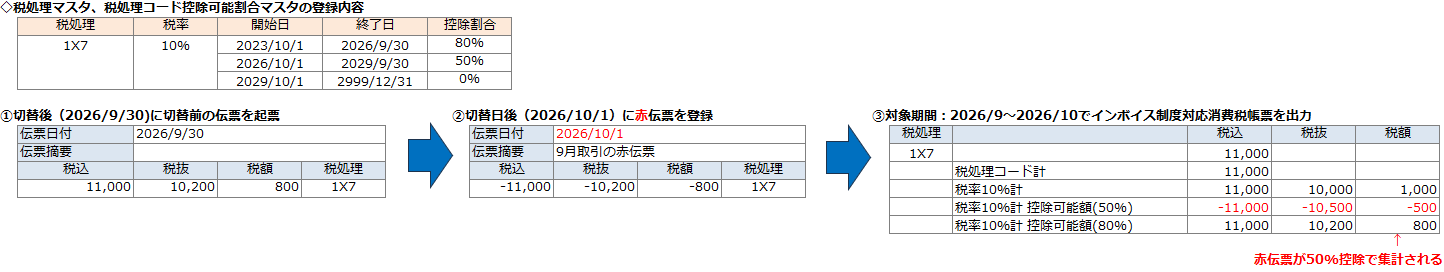 ◇税処理マスタ、税処理コード控除可能割合マスタの登録内容
税処理 税率 開始日 終了日 控除割合
1X7 10% 2023/10/1 2026/9/30 80%
2026/10/1 2029/9/30 50%
2029/10/1 2999/12/31 0%
①切替後（2026/9/30)に切替前の伝票を起票
伝票日付 2026/9/30
伝票摘要
税込 税抜 税額 税処理
11,000 10,200 800 1X7
②切替日後（2026/10/1）に赤伝票を登録
伝票日付 2026/10/1
伝票摘要 9月取引の赤伝票
税込 税抜 税額 税処理
-11,000 -10,200 -800 1X7
③対象期間：2026/9～2026/10でインボイス制度対応消費税帳票を出力
税処理 税込 税抜 税額
1X7 11,000
税処理コード計 11,000
税率10%計 11,000 10,000 1,000
税率10%計 控除可能額(50%) -11,000 -10,500 -500
税率10%計 控除可能額(80%) 11,000 10,200 800
↑
赤伝票が50%控除で集計される